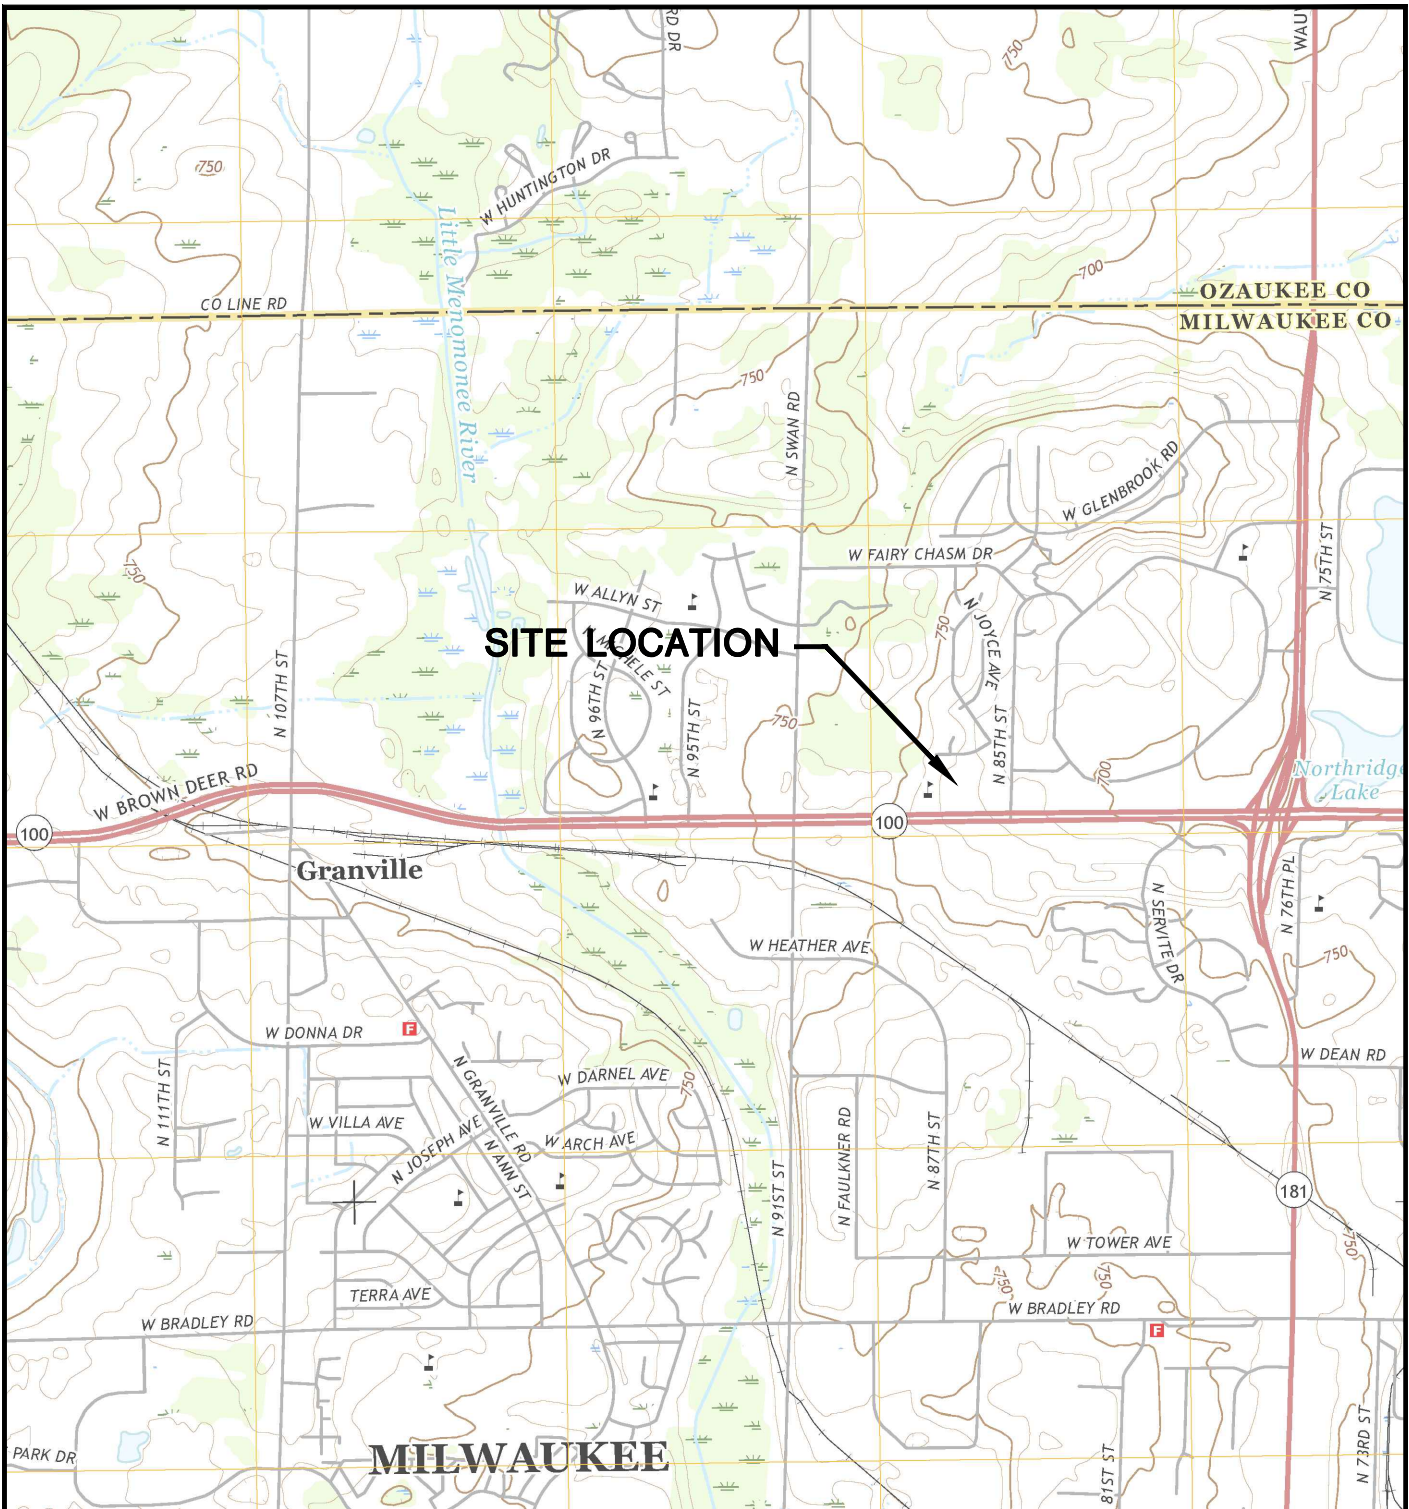 RD DR
WAU
750
750
W HUNTINGTON DR
Little Menomonee River
700
CO LINE RD
OZAUKEE CO
MILWAUKEE CO
750
N SWAN RD
W GLENBROOK RD
W FAIRY CHASM DR
N 75TH ST
750
W ALLYN ST
N JOYCE AVE
750
SITE LOCATION
N 107TH ST
N 96TH ST
N 95TH ST
750
N 85TH ST
W BROWN DEER RD
700
Northridge
Lake
100
100
Granville
N SERVITE DR
N 76TH PL
W HEATHER AVE
750
W DONNA DR
F
W DEAN RD
N 111TH ST
N GRANVILLE RD
W DARNEL AVE
750
W VILLA AVE
N JOSEPH AVE
W ARCH AVE
N ANN ST
N FAULKNER RD
N 87TH ST
N 91ST ST
181
W TOWER AVE
750
750
750
TERRA AVE
W BRADLEY RD
W BRADLEY RD
F
PARK DR
MILWAUKEE
81ST ST
N 73RD ST